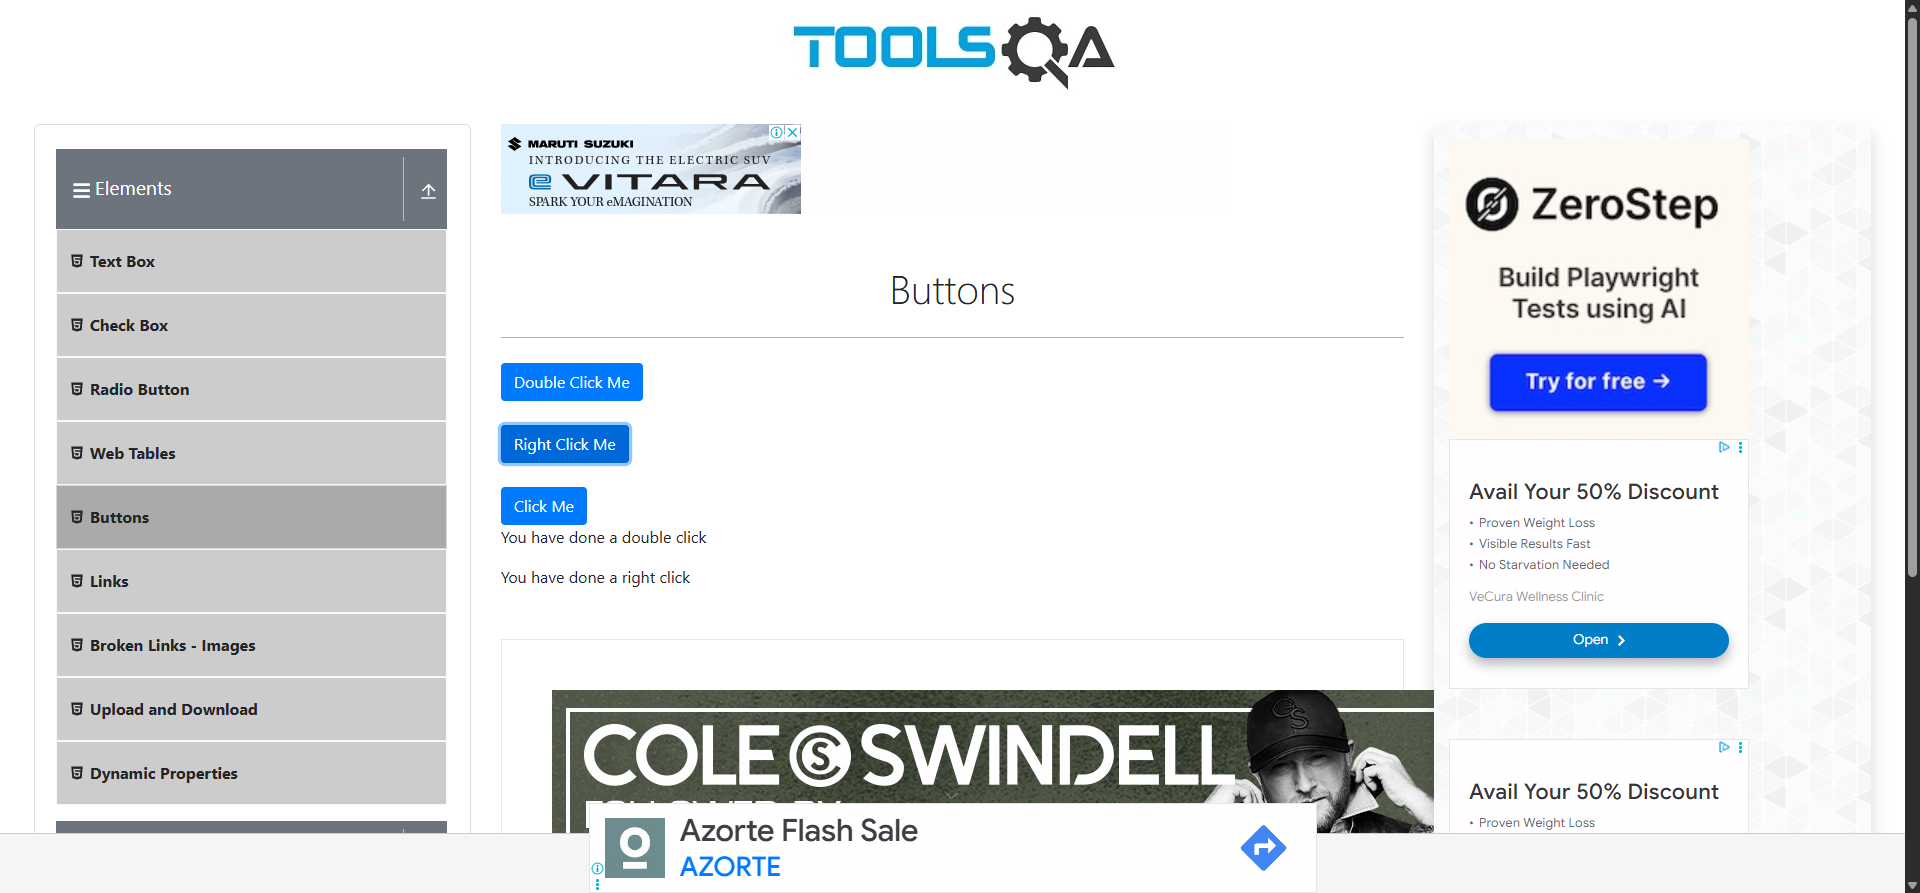 TOOLSQA
Elements
Text Box
Check Box
Radio Button
Web Tables
Buttons
Links
Broken Links - Images
Upload and Download
Dynamic Properties
MARUTI SUZUKI
INTRODUCING THE ELECTRIC SUV
e VITARA
SPARK YOUR eMAGINATION
Buttons
Double Click Me
Right Click Me
Click Me
You have done a double click
You have done a right click
COLE CS SWINDELL
CS
Azorte Flash Sale
AZORTE
ZeroStep
Build Playwright
Tests using AI
Try for free →
Avail Your 50% Discount
• Proven Weight Loss
• Visible Results Fast
• No Starvation Needed
VeCura Wellness Clinic
Open
Avail Your 50% Discount
• Proven Weight Loss